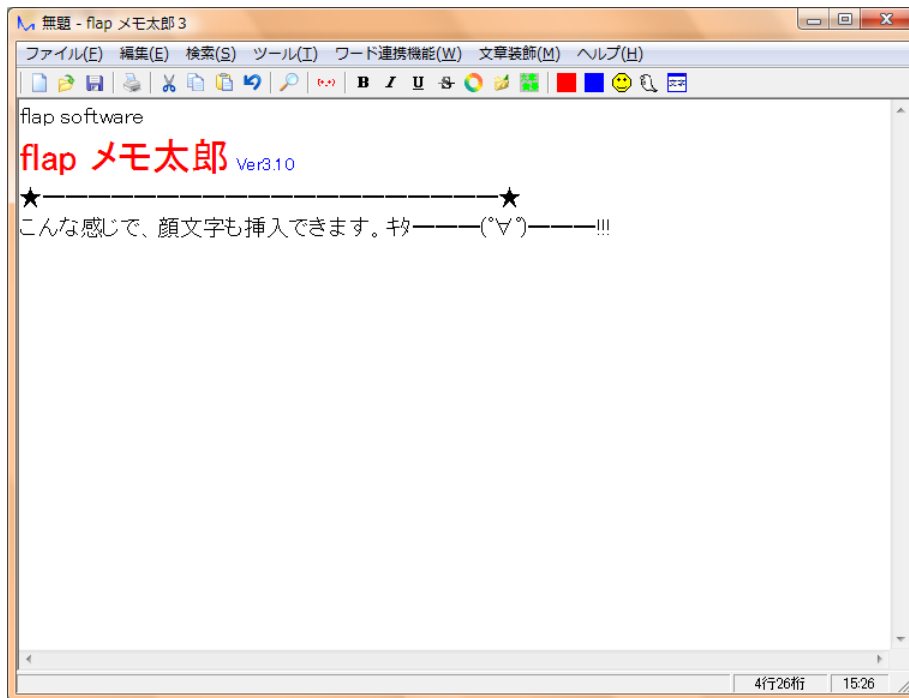 無題 - flap メモ太郎 3
ファイル(F) 編集(E) 検索(S) ツール(T) ワード連携機能(W) 文章装飾(M) ヘルプ(H)
B I U S
flap software
flap メモ太郎 Ver3.10
★━━━━━━━━━━━━━━━━━━━━★
こんな感じで、顔文字も挿入できます。ｷﾀ━━━(ﾟ∀ﾟ)━━━!!!
4行26桁 15:26